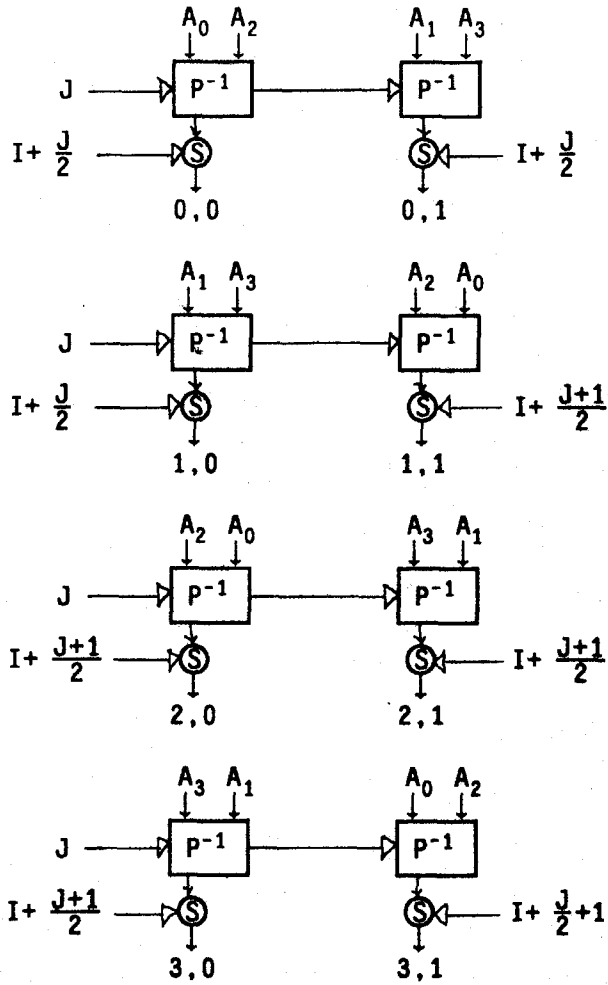 A₀ A₂ A₁ A₃
J P⁻¹ P⁻¹
I+ J/2 S S I+ J/2
0,0 0,1
A₁ A₃ A₂ A₀
J P⁻¹ P⁻¹
I+ J/2 S S I+ J+1/2
1,0 1,1
A₂ A₀ A₃ A₁
J P⁻¹ P⁻¹
I+ J+1/2 S S I+ J+1/2
2,0 2,1
A₃ A₁ A₀ A₂
J P⁻¹ P⁻¹
I+ J+1/2 S S I+ J/2 +1
3,0 3,1